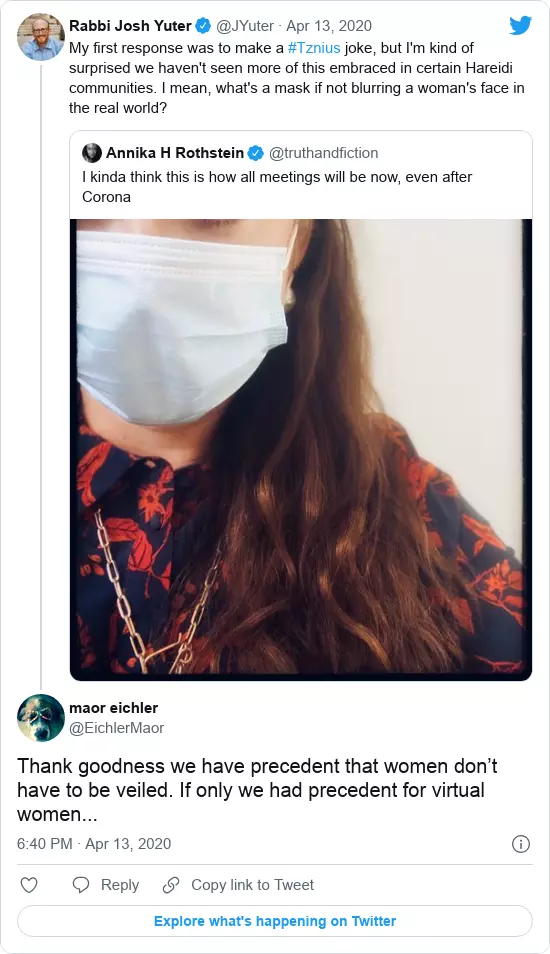 Rabbi Josh Yuter @JYuter · Apr 13, 2020
My first response was to make a #Tznius joke, but I'm kind of
surprised we haven't seen more of this embraced in certain Hareidi
communities. I mean, what's a mask if not blurring a woman's face in
the real world?
Annika H Rothstein @truthandfiction
I kinda think this is how all meetings will be now, even after
Corona
maor eichler
@EichlerMaor
Thank goodness we have precedent that women don’t
have to be veiled. If only we had precedent for virtual
women...
6:40 PM · Apr 13, 2020
Reply Copy link to Tweet
Explore what's happening on Twitter